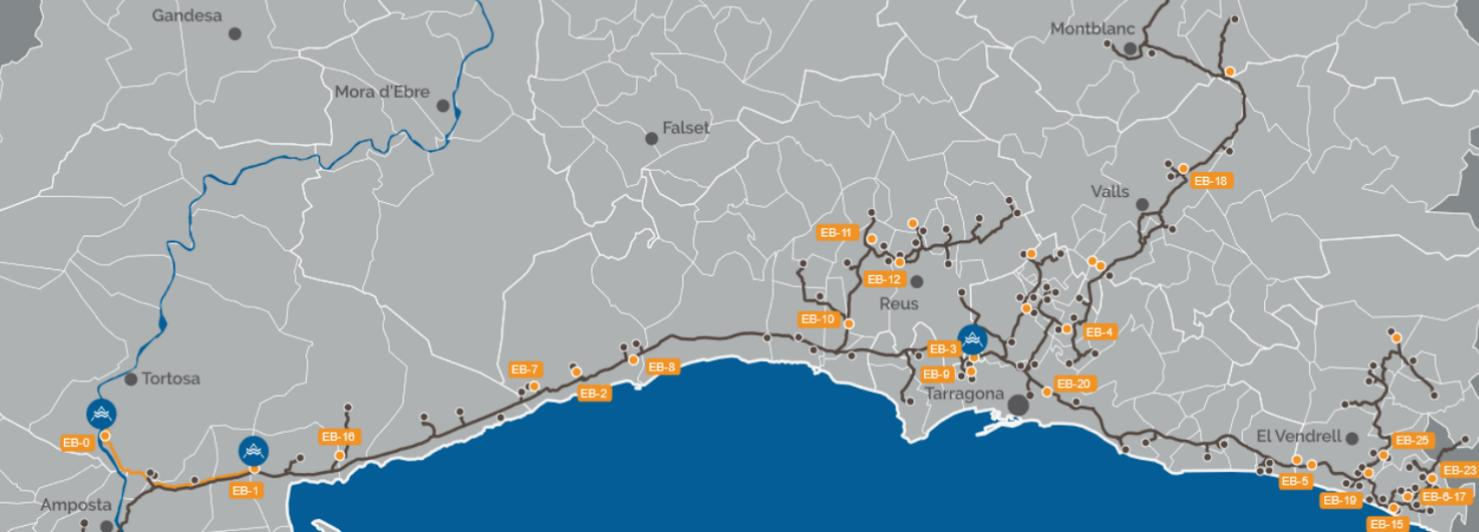 Gandesa
Montblanc
Mora d'Ebre
Falset
EB-18
Valls
EB-11
EB-12
Reus
EB-10
EB-4
EB-3
EB-7
EB-8
EB-9
Tortosa
EB-20
EB-2
Tarragona
EB-16
El Vendrell
EB-0
EB-25
EB-23
EB-1
EB-5
EB-6-17
EB-19
Amposta
EB-15